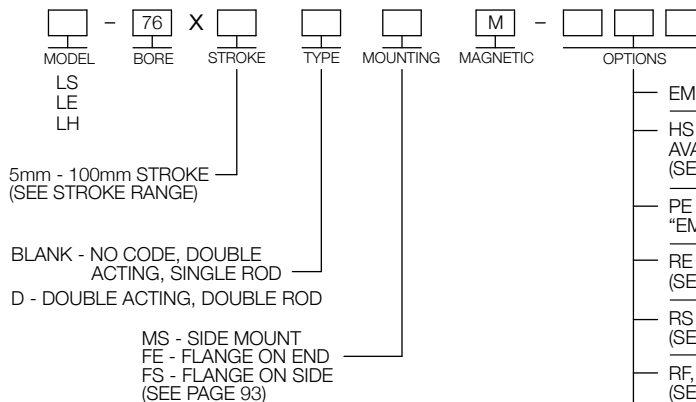 – 76 X M –
MODEL BORE STROKE TYPE MOUNTING MAGNETIC OPTIONS
LS
LE
LH
5mm - 100mm STROKE
(SEE STROKE RANGE)
BLANK - NO CODE, DOUBLE
ACTING, SINGLE ROD
D - DOUBLE ACTING, DOUBLE ROD
MS - SIDE MOUNT
FE - FLANGE ON END
FS - FLANGE ON SIDE
(SEE PAGE 93)
EM
HS
AVA
(SE
PE
“EM
RE
(SE
RS
(SE
RF,
(SE